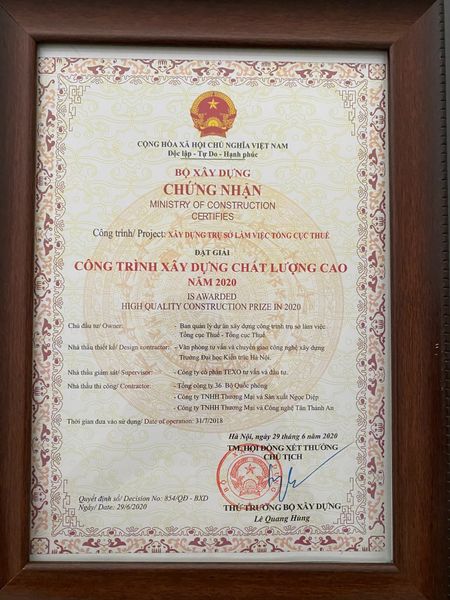 CỘNG HÒA XÃ HỘI CHỦ NGHĨA VIỆT NAM
Độc lập - Tự Do - Hạnh phúc
BỘ XÂY DỰNG
CHỨNG NHẬN
MINISTRY OF CONSTRUCTION
CERTIFIES
Công trình/ Project: XÂY DỰNG TRỤ SỞ LÀM VIỆC TỔNG CỤC THUẾ
ĐẠT GIẢI
CÔNG TRÌNH XÂY DỰNG CHẤT LƯỢNG CAO
NĂM 2020
IS AWARDED
HIGH QUALITY CONSTRUCTION PRIZE IN 2020
Chủ đầu tư/ Owner: - Ban quản lý dự án xây dựng công trình trụ sở làm việc
Tổng cục Thuế - Tổng cục Thuế.
Nhà thầu thiết kế/ Design contractor: - Văn phòng tư vấn và chuyển giao công nghệ xây dựng
Trường Đại học Kiến trúc Hà Nội.
Nhà thầu giám sát/ Supervisor: - Công ty cổ phần TEXO tư vấn và đầu tư.
Nhà thầu thi công/ Contractor: - Tổng công ty 36 Bộ Quốc phòng
- Công ty TNHH Thương Mại và Sản xuất Ngọc Diệp
- Công ty TNHH Thương Mại và Công nghệ Tân Thành An
Thời gian đưa vào sử dụng/ Date of operation: 31/7/2018
Hà Nội, ngày 29 tháng 6 năm 2020
TM. HỘI ĐỒNG XÉT THƯỞNG
CHỦ TỊCH
Quyết định số/ Decision No: 854/QĐ - BXD
Ngày/ Date: 29/6/2020
THỨ TRƯỞNG BỘ XÂY DỰNG
Lê Quang Hùng